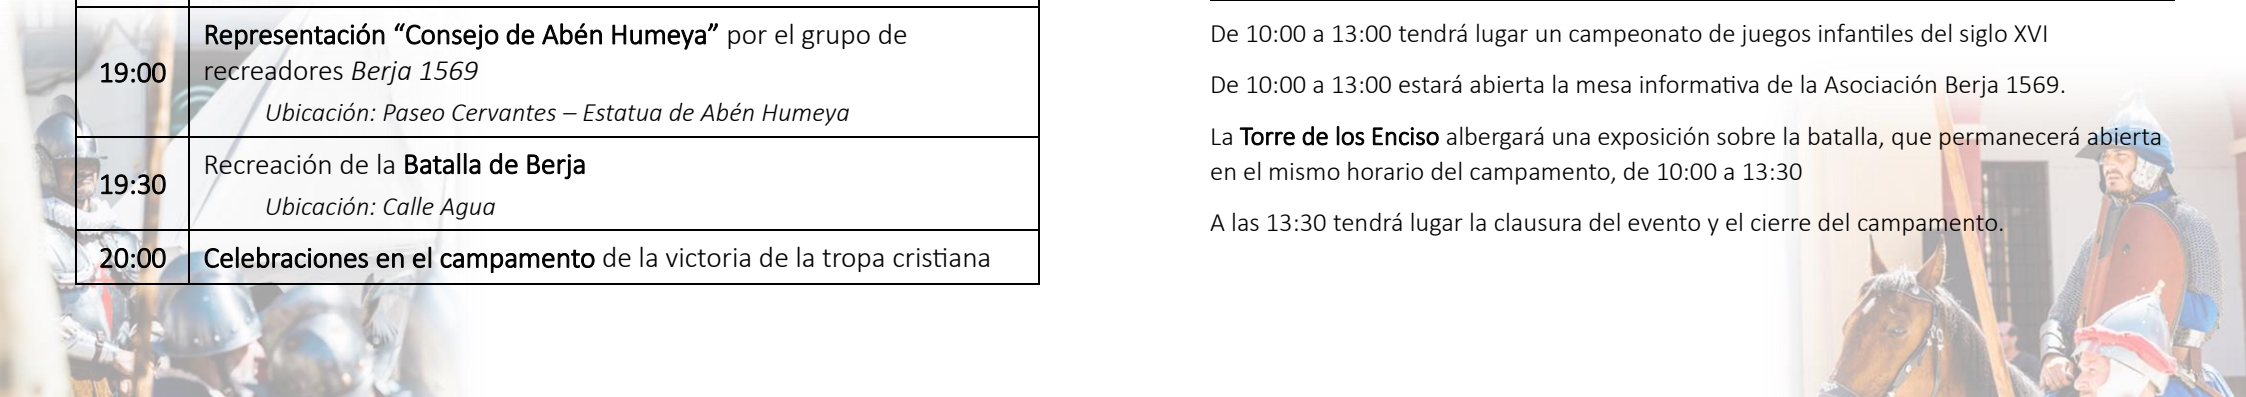 19:00
Representación “Consejo de Abén Humeya” por el grupo de
recreadores Berja 1569
Ubicación: Paseo Cervantes – Estatua de Abén Humeya
19:30
Recreación de la Batalla de Berja
Ubicación: Calle Agua
20:00
Celebraciones en el campamento de la victoria de la tropa cristiana
De 10:00 a 13:00 tendrá lugar un campeonato de juegos infantiles del siglo XVI
De 10:00 a 13:00 estará abierta la mesa informativa de la Asociación Berja 1569.
La Torre de los Enciso albergará una exposición sobre la batalla, que permanecerá abierta
en el mismo horario del campamento, de 10:00 a 13:30
A las 13:30 tendrá lugar la clausura del evento y el cierre del campamento.